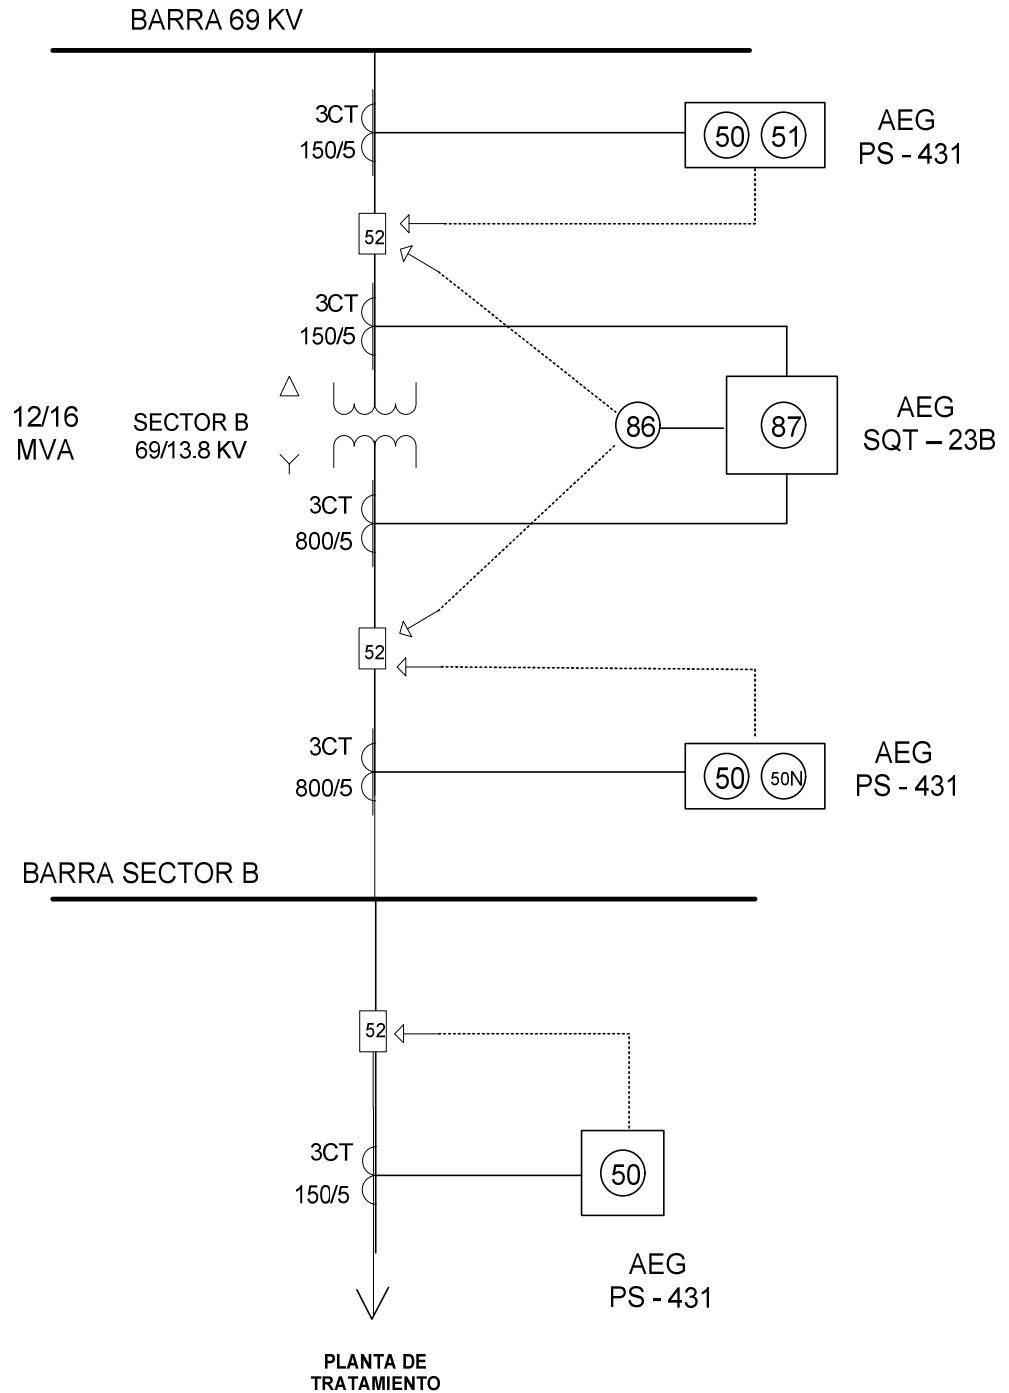 BARRA 69 KV
3CT
150/5
50 51
AEG
PS - 431
52
3CT
150/5
12/16
MVA
SECTOR B
69/13.8 KV
86
87
AEG
SQT - 23B
3CT
800/5
52
3CT
800/5
50 50N
AEG
PS - 431
BARRA SECTOR B
52
3CT
150/5
50
AEG
PS - 431
PLANTA DE
TRATAMIENTO